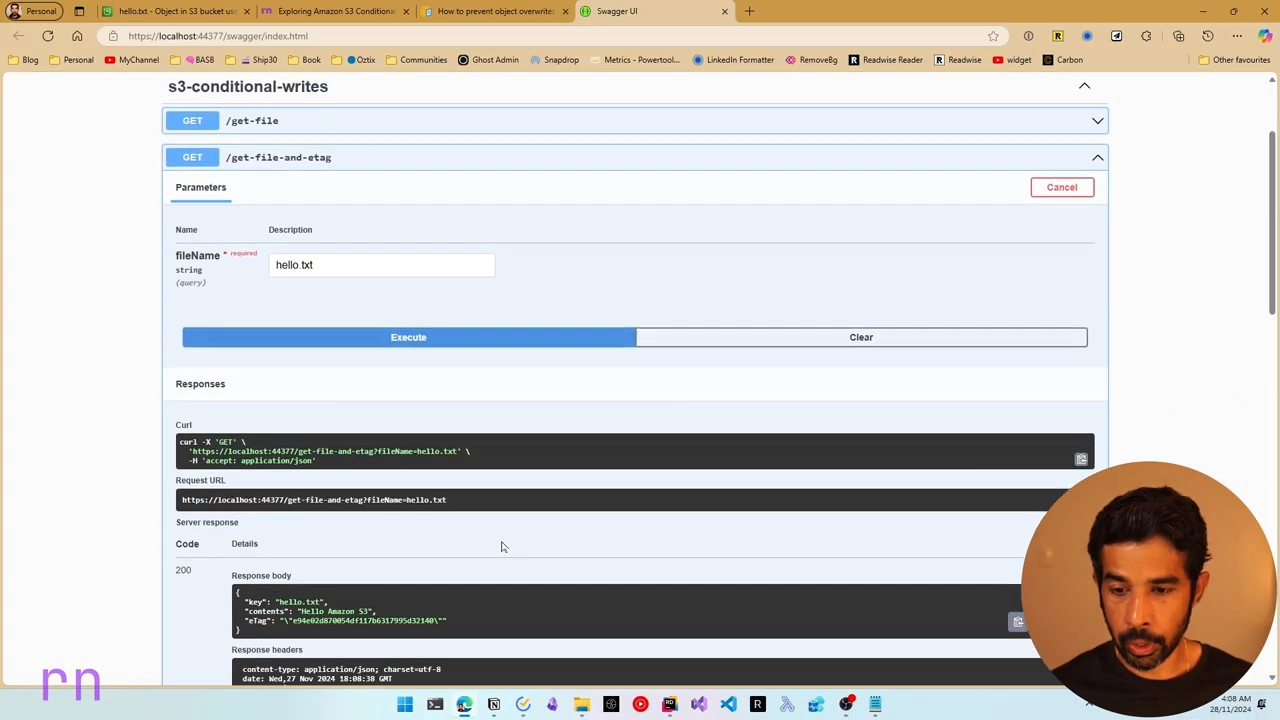 Personal
hello.txt - Object in S3 bucket use
Exploring Amazon S3 Conditional
How to prevent object overwrites
Swagger UI
https://localhost:44377/swagger/index.html
Blog
Personal
MyChannel
BASB
Ship30
Book
Oztix
Communities
Ghost Admin
Snapdrop
Metrics - Powertool...
LinkedIn Formatter
RemoveBg
Readwise Reader
Readwise
widget
Carbon
Other favourites
s3-conditional-writes
GET /get-file
GET /get-file-and-etag
Parameters
Cancel
Name Description
fileName * required
string
(query)
hello.txt
Execute
Clear
Responses
Curl
curl -X 'GET' \
'https://localhost:44377/get-file-and-etag?fileName=hello.txt' \
-H 'accept: application/json'
Request URL
https://localhost:44377/get-file-and-etag?fileName=hello.txt
Server response
Code Details
200
Response body
{
"key": "hello.txt",
"contents": "Hello Amazon S3",
"eTag": "\"e94e02d870054df117b6317995d32140\""
}
Response headers
content-type: application/json; charset=utf-8
date: Wed,27 Nov 2024 18:08:38 GMT
rn
4:08 AM
28/11/2024